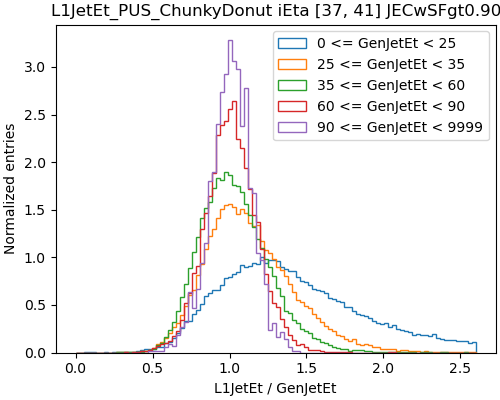 L1JetEt_PUS_ChunkyDonut iEta [37, 41] JECwSFgt0.90
0 <= GenJetEt < 25
25 <= GenJetEt < 35
35 <= GenJetEt < 60
60 <= GenJetEt < 90
90 <= GenJetEt < 9999
Normalized entries
3.0
2.5
2.0
1.5
1.0
0.5
0.0
0.0 0.5 1.0 1.5 2.0 2.5
L1JetEt / GenJetEt